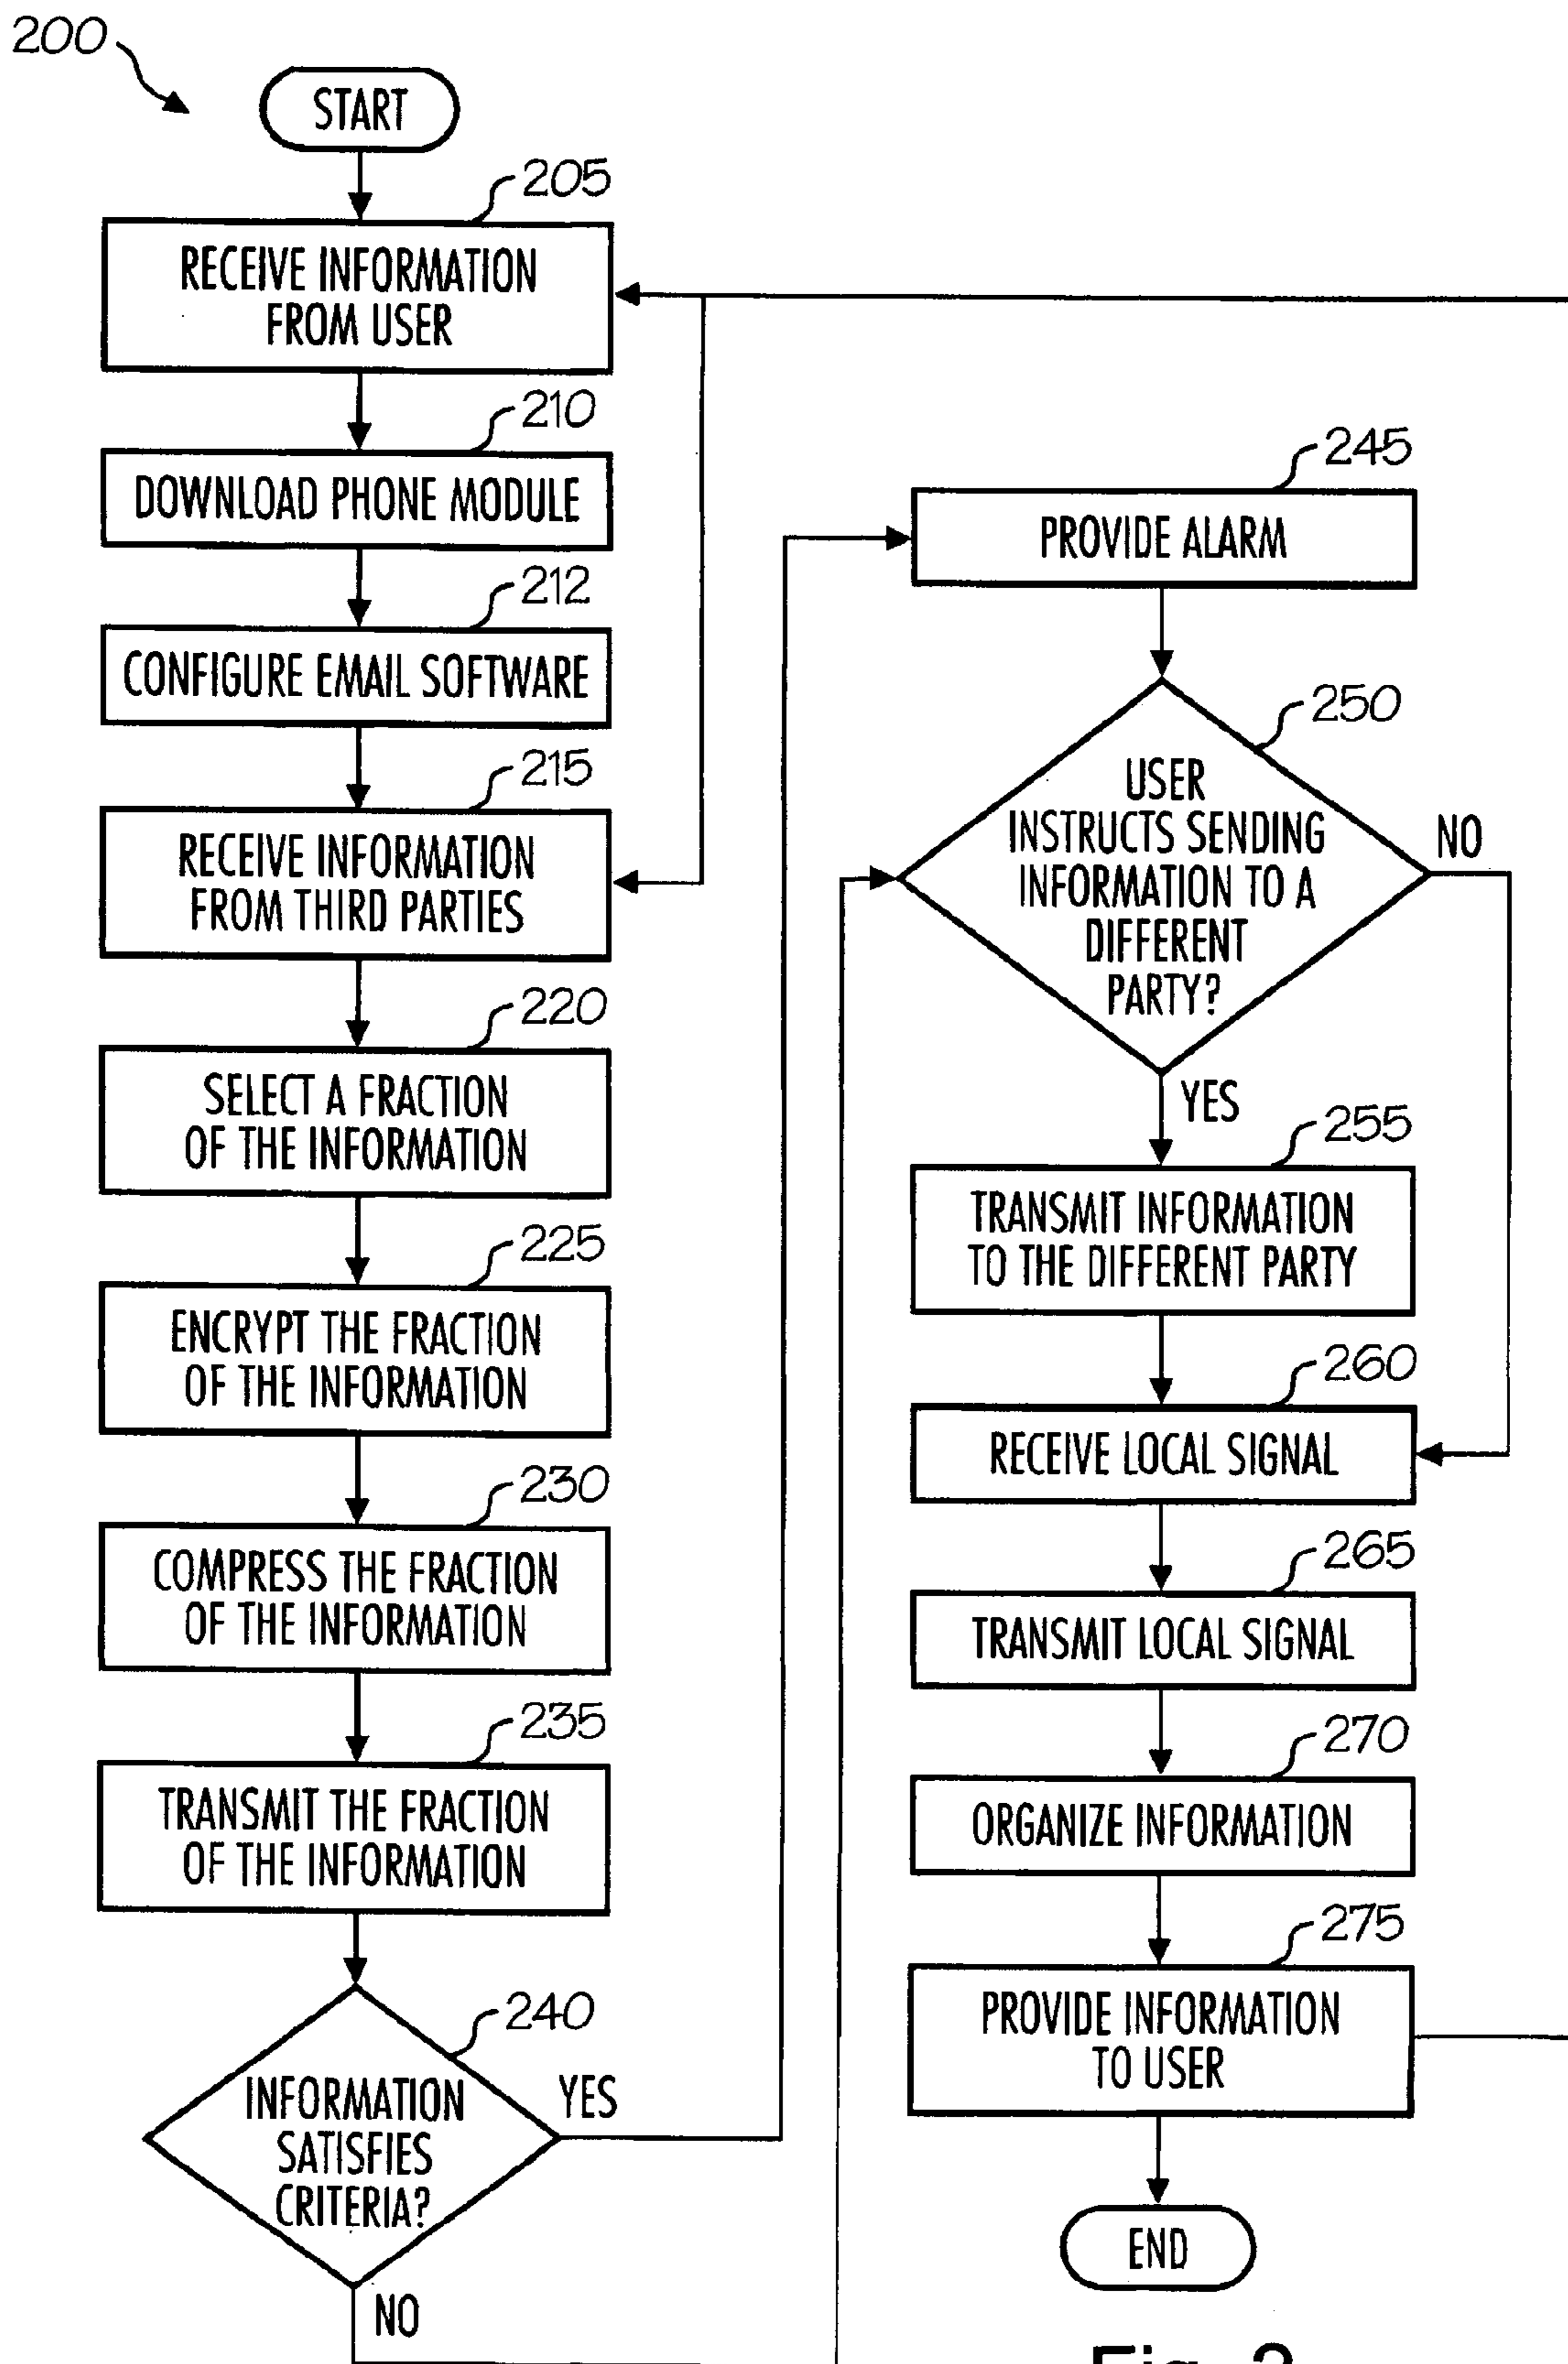 200
START
205
RECEIVE INFORMATION
FROM USER
210
DOWNLOAD PHONE MODULE
212
CONFIGURE EMAIL SOFTWARE
215
RECEIVE INFORMATION
FROM THIRD PARTIES
220
SELECT A FRACTION
OF THE INFORMATION
225
ENCRYPT THE FRACTION
OF THE INFORMATION
230
COMPRESS THE FRACTION
OF THE INFORMATION
235
TRANSMIT THE FRACTION
OF THE INFORMATION
240
INFORMATION
SATISFIES
CRITERIA?
YES
NO
245
PROVIDE ALARM
250
USER
INSTRUCTS SENDING
INFORMATION TO A
DIFFERENT
PARTY?
NO
YES
255
TRANSMIT INFORMATION
TO THE DIFFERENT PARTY
260
RECEIVE LOCAL SIGNAL
265
TRANSMIT LOCAL SIGNAL
270
ORGANIZE INFORMATION
275
PROVIDE INFORMATION
TO USER
END